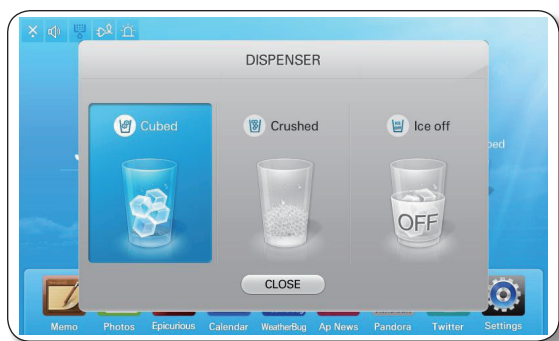 DISPENSER
Cubed
Crushed
Ice off
OFF
CLOSE
Memo Photos Epicurious Calendar WeatherBug Ap News Pandora Twitter Settings